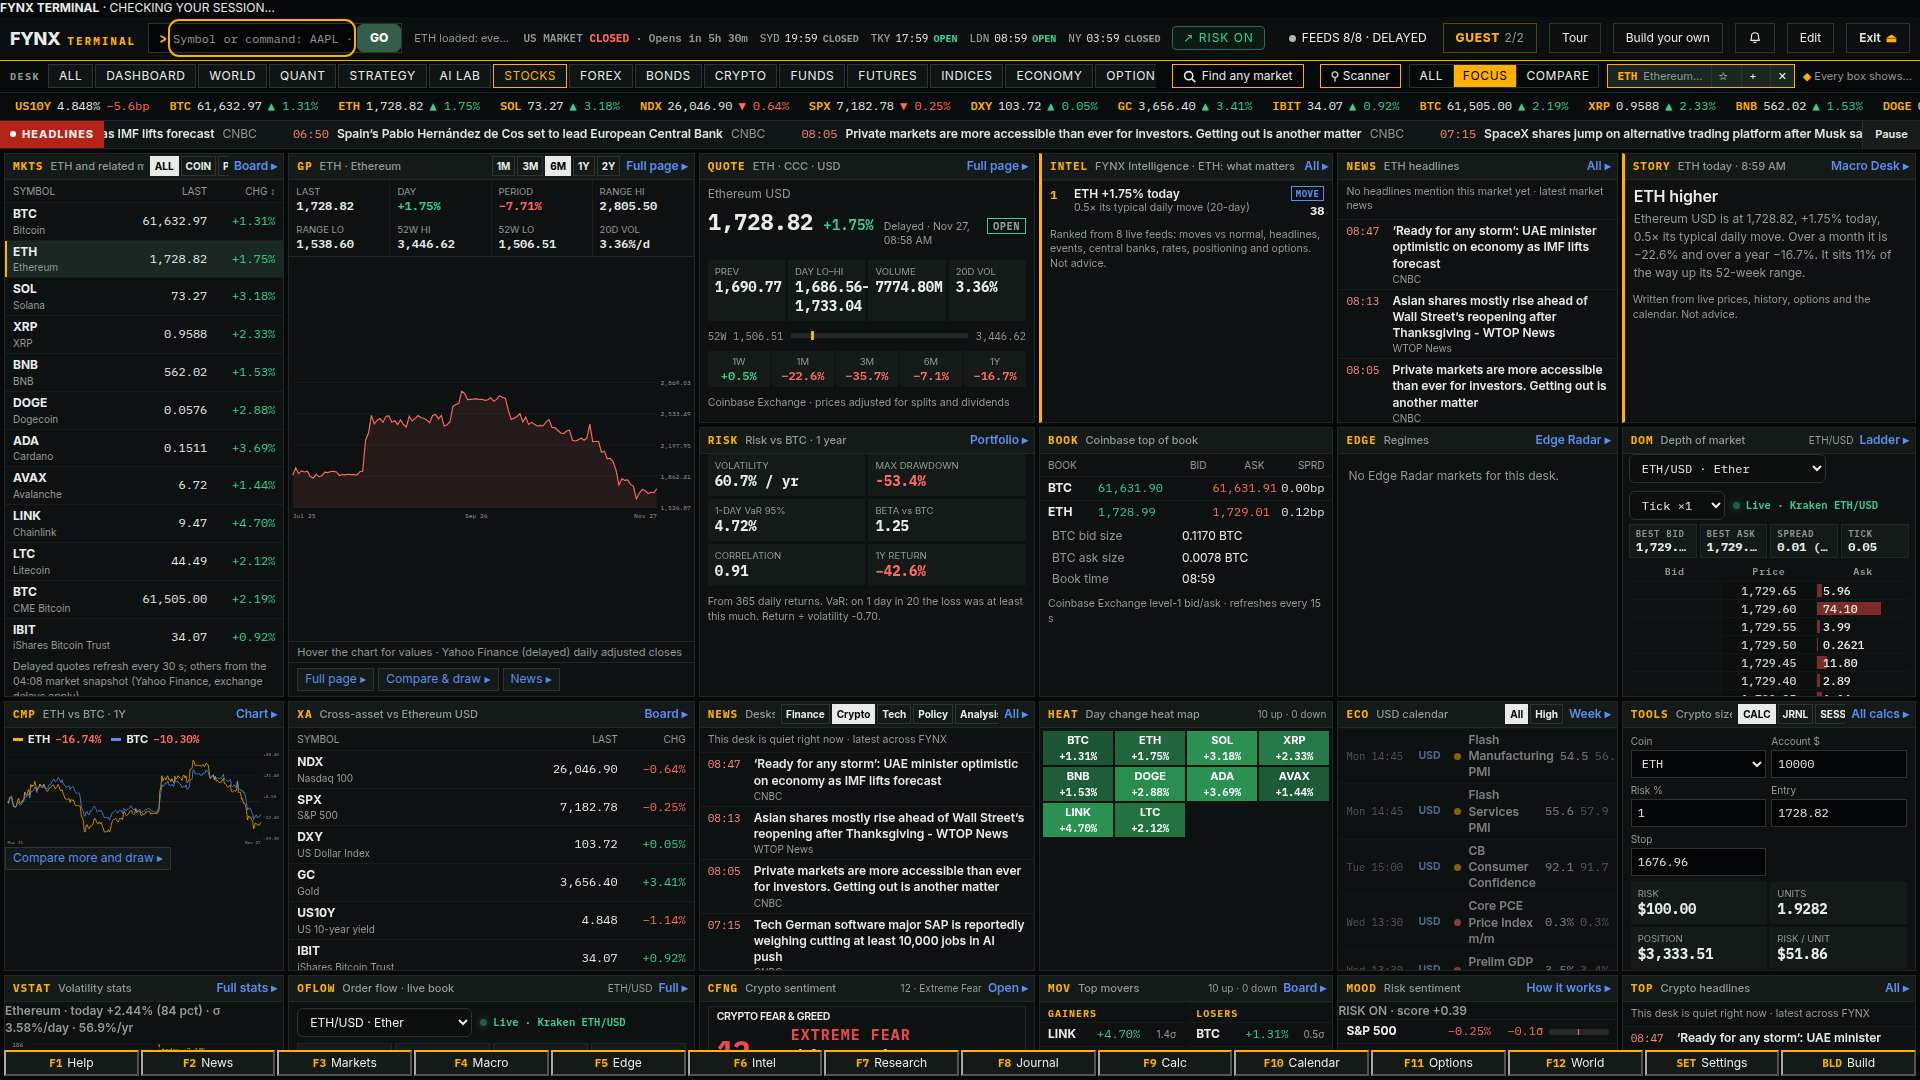 FYNX TERMINAL · CHECKING YOUR SESSION...
FYNX TERMINAL > Symbol or command: AAPL GO ETH loaded: eve... US MARKET CLOSED · Opens in 5h 30m SYD 19:59 CLOSED TKY 17:59 OPEN LDN 08:59 OPEN NY 03:59 CLOSED ↗ RISK ON ● FEEDS 8/8 · DELAYED GUEST 2/2 Tour Build your own Edit Exit
DESK ALL DASHBOARD WORLD QUANT STRATEGY AI LAB STOCKS FOREX BONDS CRYPTO FUNDS FUTURES INDICES ECONOMY OPTION Find any market Scanner ALL FOCUS COMPARE ETH Ethereum... ☆ + × ◆ Every box shows...
US10Y 4.848% −5.6bp BTC 61,632.97 ▲ 1.31% ETH 1,728.82 ▲ 1.75% SOL 73.27 ▲ 3.18% NDX 26,046.90 ▼ 0.64% SPX 7,182.78 ▼ 0.25% DXY 103.72 ▲ 0.05% GC 3,656.40 ▲ 3.41% IBIT 34.07 ▲ 0.92% BTC 61,505.00 ▲ 2.19% XRP 0.9588 ▲ 2.33% BNB 562.02 ▲ 1.53% DOGE
● HEADLINES as IMF lifts forecast CNBC 06:50 Spain's Pablo Hernández de Cos set to lead European Central Bank CNBC 08:05 Private markets are more accessible than ever for investors. Getting out is another matter CNBC 07:15 SpaceX shares jump on alternative trading platform after Musk sa Pause
MKTS ETH and related ALL COIN Board ▸
SYMBOL LAST CHG ↕
BTC 61,632.97 +1.31%
Bitcoin
ETH 1,728.82 +1.75%
Ethereum
SOL 73.27 +3.18%
Solana
XRP 0.9588 +2.33%
XRP
BNB 562.02 +1.53%
BNB
DOGE 0.0576 +2.88%
Dogecoin
ADA 0.1511 +3.69%
Cardano
AVAX 6.72 +1.44%
Avalanche
LINK 9.47 +4.70%
Chainlink
LTC 44.49 +2.12%
Litecoin
BTC 61,505.00 +2.19%
CME Bitcoin
IBIT 34.07 +0.92%
iShares Bitcoin Trust
Delayed quotes refresh every 30 s; others from the
04:08 market snapshot (Yahoo Finance, exchange
delays apply)
GP ETH · Ethereum 1M 3M 6M 1Y 2Y Full page ▸
LAST DAY PERIOD RANGE HI
1,728.82 +1.75% −7.71% 2,805.50
RANGE LO 52W HI 52W LO 20D VOL
1,538.60 3,446.62 1,506.51 3.36%/d
2,869.03
2,533.49
2,197.95
1,862.41
1,526.87
Jul 25 Sep 26 Nov 27
Hover the chart for values · Yahoo Finance (delayed) daily adjusted closes
Full page ▸ Compare & draw ▸ News ▸
QUOTE ETH · CCC · USD Full page ▸
Ethereum USD
1,728.82 +1.75% Delayed · Nov 27, 08:58 AM OPEN
PREV DAY LO–HI VOLUME 20D VOL
1,690.77 1,686.56– 7774.80M 3.36%
1,733.04
52W 1,506.51 3,446.62
1W 1M 3M 6M 1Y
+0.5% −22.6% −35.7% −7.1% −16.7%
Coinbase Exchange · prices adjusted for splits and dividends
INTEL FYNX Intelligence · ETH: what matters All ▸
1 ETH +1.75% today MOVE
0.5× its typical daily move (20-day) 38
Ranked from 8 live feeds: moves vs normal, headlines,
events, central banks, rates, positioning and options.
Not advice.
NEWS ETH headlines All ▸
No headlines mention this market yet · latest market
news
08:47 'Ready for any storm': UAE minister
optimistic on economy as IMF lifts
forecast
CNBC
08:13 Asian shares mostly rise ahead of
Wall Street's reopening after
Thanksgiving - WTOP News
WTOP News
08:05 Private markets are more accessible
than ever for investors. Getting out is
another matter
CNBC
STORY ETH today · 8:59 AM Macro Desk ▸
ETH higher
Ethereum USD is at 1,728.82, +1.75% today,
0.5× its typical daily move. Over a month it is
−22.6% and over a year −16.7%. It sits 11% of
the way up its 52-week range.
Written from live prices, history, options and the
calendar. Not advice.
RISK Risk vs BTC · 1 year Portfolio ▸
VOLATILITY MAX DRAWDOWN
60.7% / yr -53.4%
1-DAY VaR 95% BETA vs BTC
4.72% 1.25
CORRELATION 1Y RETURN
0.91 −42.6%
From 365 daily returns. VaR: on 1 day in 20 the loss was at least
this much. Return ÷ volatility -0.70.
BOOK Coinbase top of book
BOOK BID ASK SPRD
BTC 61,631.90 61,631.91 0.00bp
ETH 1,728.99 1,729.01 0.12bp
BTC bid size 0.1170 BTC
BTC ask size 0.0078 BTC
Book time 08:59
Coinbase Exchange level-1 bid/ask · refreshes every 15
s
EDGE Regimes Edge Radar ▸
No Edge Radar markets for this desk.
DOM Depth of market ETH/USD Ladder ▸
ETH/USD · Ether
Tick ×1 ● Live · Kraken ETH/USD
BEST BID BEST ASK SPREAD TICK
1,729.… 1,729.… 0.01 (… 0.05
Bid Price Ask
1,729.65 5.96
1,729.60 74.10
1,729.55 3.99
1,729.50 0.2621
1,729.45 11.80
1,729.40 2.89
CMP ETH vs BTC · 1Y Chart ▸
ETH −16.74% BTC −10.30%
Compare more and draw ▸
XA Cross-asset vs Ethereum USD Board ▸
SYMBOL LAST CHG
NDX 26,046.90 −0.64%
Nasdaq 100
SPX 7,182.78 −0.25%
S&P 500
DXY 103.72 +0.05%
US Dollar Index
GC 3,656.40 +3.41%
Gold
US10Y 4.848 −1.14%
US 10-year yield
IBIT 34.07 +0.92%
iShares Bitcoin Trust
NEWS Desks Finance Crypto Tech Policy Analysis All ▸
This desk is quiet right now · latest across FYNX
08:47 'Ready for any storm': UAE minister optimistic
on economy as IMF lifts forecast
CNBC
08:13 Asian shares mostly rise ahead of Wall Street's
reopening after Thanksgiving - WTOP News
WTOP News
08:05 Private markets are more accessible than ever
for investors. Getting out is another matter
CNBC
07:15 Tech German software major SAP is reportedly
weighing cutting at least 10,000 jobs in AI
push
HEAT Day change heat map 10 up · 0 down
BTC ETH SOL XRP
+1.31% +1.75% +3.18% +2.33%
BNB DOGE ADA AVAX
+1.53% +2.88% +3.69% +1.44%
LINK LTC
+4.70% +2.12%
ECO USD calendar All High Week ▸
Mon 14:45 USD Flash Manufacturing PMI 54.5 56.
Mon 14:45 USD Flash Services PMI 55.6 57.9
Tue 15:00 USD CB Consumer Confidence 92.1 91.7
Wed 13:30 USD Core PCE Price Index m/m 0.3% 0.3%
Wed 13:30 USD Prelim GDP 3.5% 3.4%
TOOLS Crypto size CALC JRNL SESS All calcs ▸
Coin Account $
ETH 10000
Risk % Entry
1 1728.82
Stop
1676.96
RISK UNITS
$100.00 1.9282
POSITION RISK / UNIT
$3,333.51 $51.86
VSTAT Volatility stats Full stats ▸
Ethereum · today +2.44% (84 pct) · σ
3.58%/day · 56.9%/yr
OFLOW Order flow · live book ETH/USD Full ▸
ETH/USD · Ether ● Live · Kraken ETH/USD
CFNG Crypto sentiment 12 · Extreme Fear Open ▸
CRYPTO FEAR & GREED
EXTREME FEAR
MOV Top movers 10 up · 0 down Board ▸
GAINERS LOSERS
LINK +4.70% 1.4σ BTC +1.31% 0.5σ
MOOD Risk sentiment How it works ▸
RISK ON · score +0.39
S&P 500 −0.25% −0.1σ
TOP Crypto headlines All ▸
This desk is quiet right now · latest across FYNX
08:47 'Ready for any storm': UAE minister
F1 Help F2 News F3 Markets F4 Macro F5 Edge F6 Intel F7 Research F8 Journal F9 Calc F10 Calendar F11 Options F12 World SET Settings BLD Build